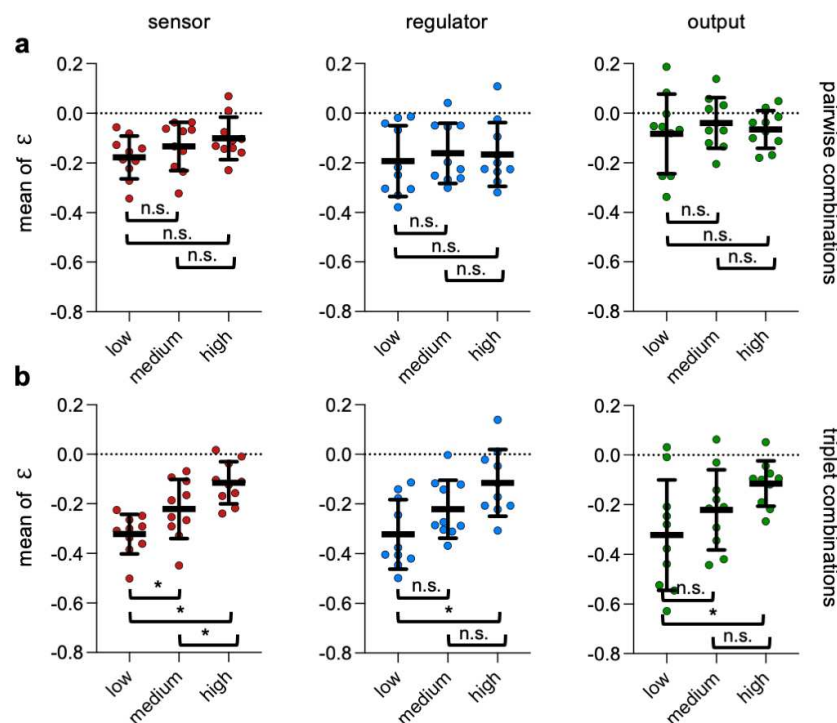 sensor regulator output
a
0.2 0.2 0.2
0.0 0.0 0.0
-0.2 -0.2 -0.2
-0.4 -0.4 -0.4
-0.6 -0.6 -0.6
-0.8 -0.8 -0.8
mean of ε
n.s. n.s. n.s.
n.s. n.s. n.s.
n.s. n.s. n.s.
low medium high low medium high low medium high
pairwise combinations
b
0.2 0.2 0.2
0.0 0.0 0.0
-0.2 -0.2 -0.2
-0.4 -0.4 -0.4
-0.6 -0.6 -0.6
-0.8 -0.8 -0.8
mean of ε
* n.s. n.s.
* * *
* n.s. n.s.
low medium high low medium high low medium high
triplet combinations